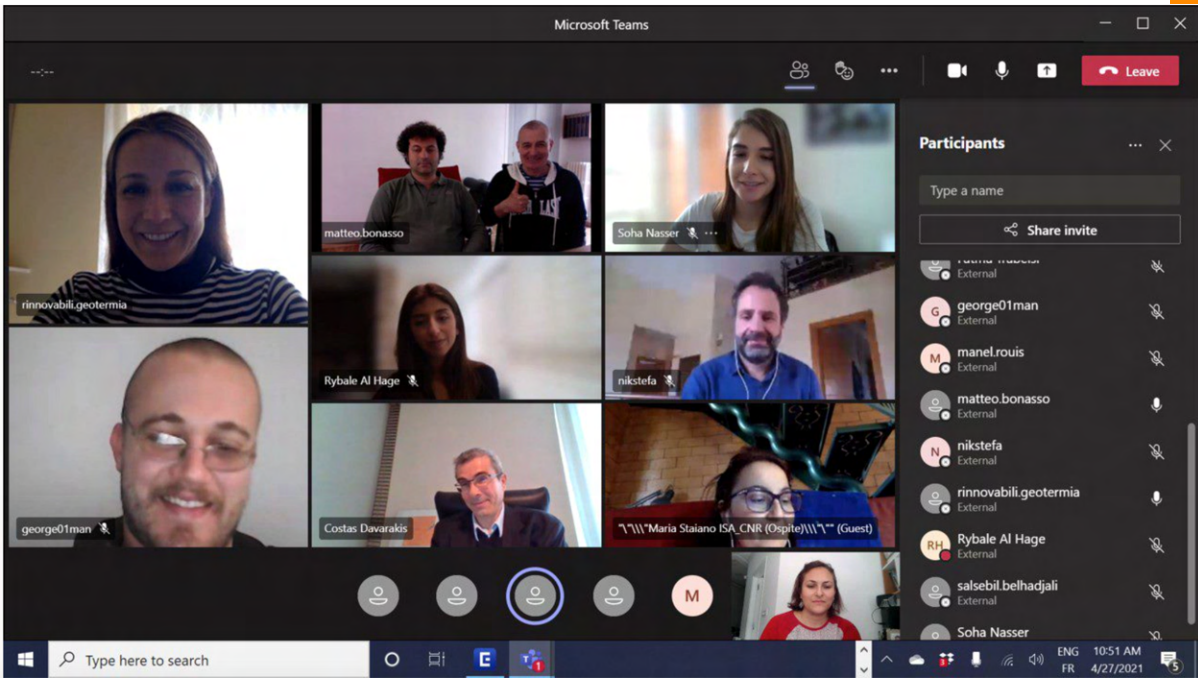 Microsoft Teams
--:--
Leave
rinnovabili.geotermia
matteo.bonasso
Soha Nasser
Rybale Al Hage
nikstefa
george01man
Costas Davarakis
"\"\\\"Maria Staiano ISA_CNR (Ospite)\\\"\"" (Guest)
M
Participants
Type a name
Share invite
External
G
george01man
External
M
manel.rouis
External
matteo.bonasso
External
N
nikstefa
External
rinnovabili.geotermia
External
RH
Rybale Al Hage
External
salsebil.belhadjali
External
Soha Nasser
Type here to search
ENG
FR
10:51 AM
4/27/2021
5